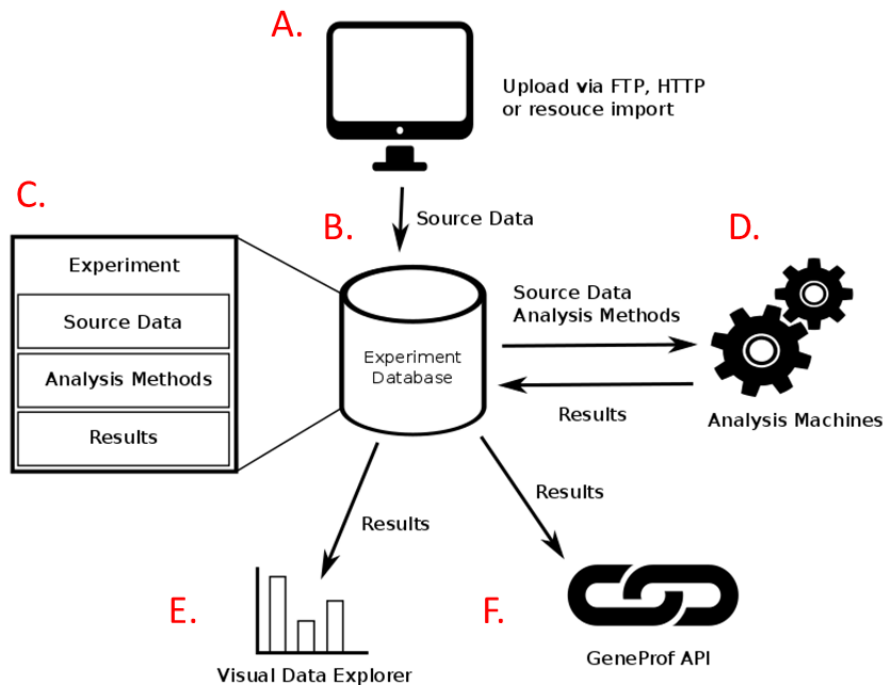 A.
Upload via FTP, HTTP
or resouce import
C.
B.
Source Data
D.
Experiment
Source Data
Analysis Methods
Results
Experiment
Database
Source Data
Analysis Methods
Results
Analysis Machines
Results
Results
E.
Visual Data Explorer
F.
GeneProf API